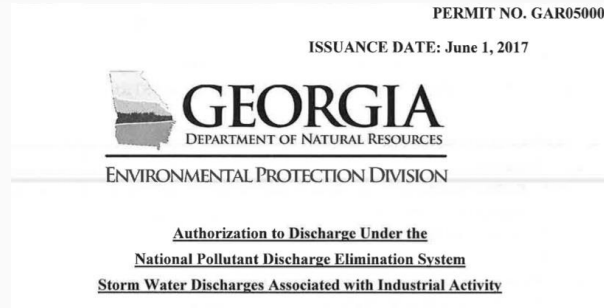 PERMIT NO. GAR05000
ISSUANCE DATE: June 1, 2017
GEORGIA
DEPARTMENT OF NATURAL RESOURCES
ENVIRONMENTAL PROTECTION DIVISION
Authorization to Discharge Under the
National Pollutant Discharge Elimination System
Storm Water Discharges Associated with Industrial Activity